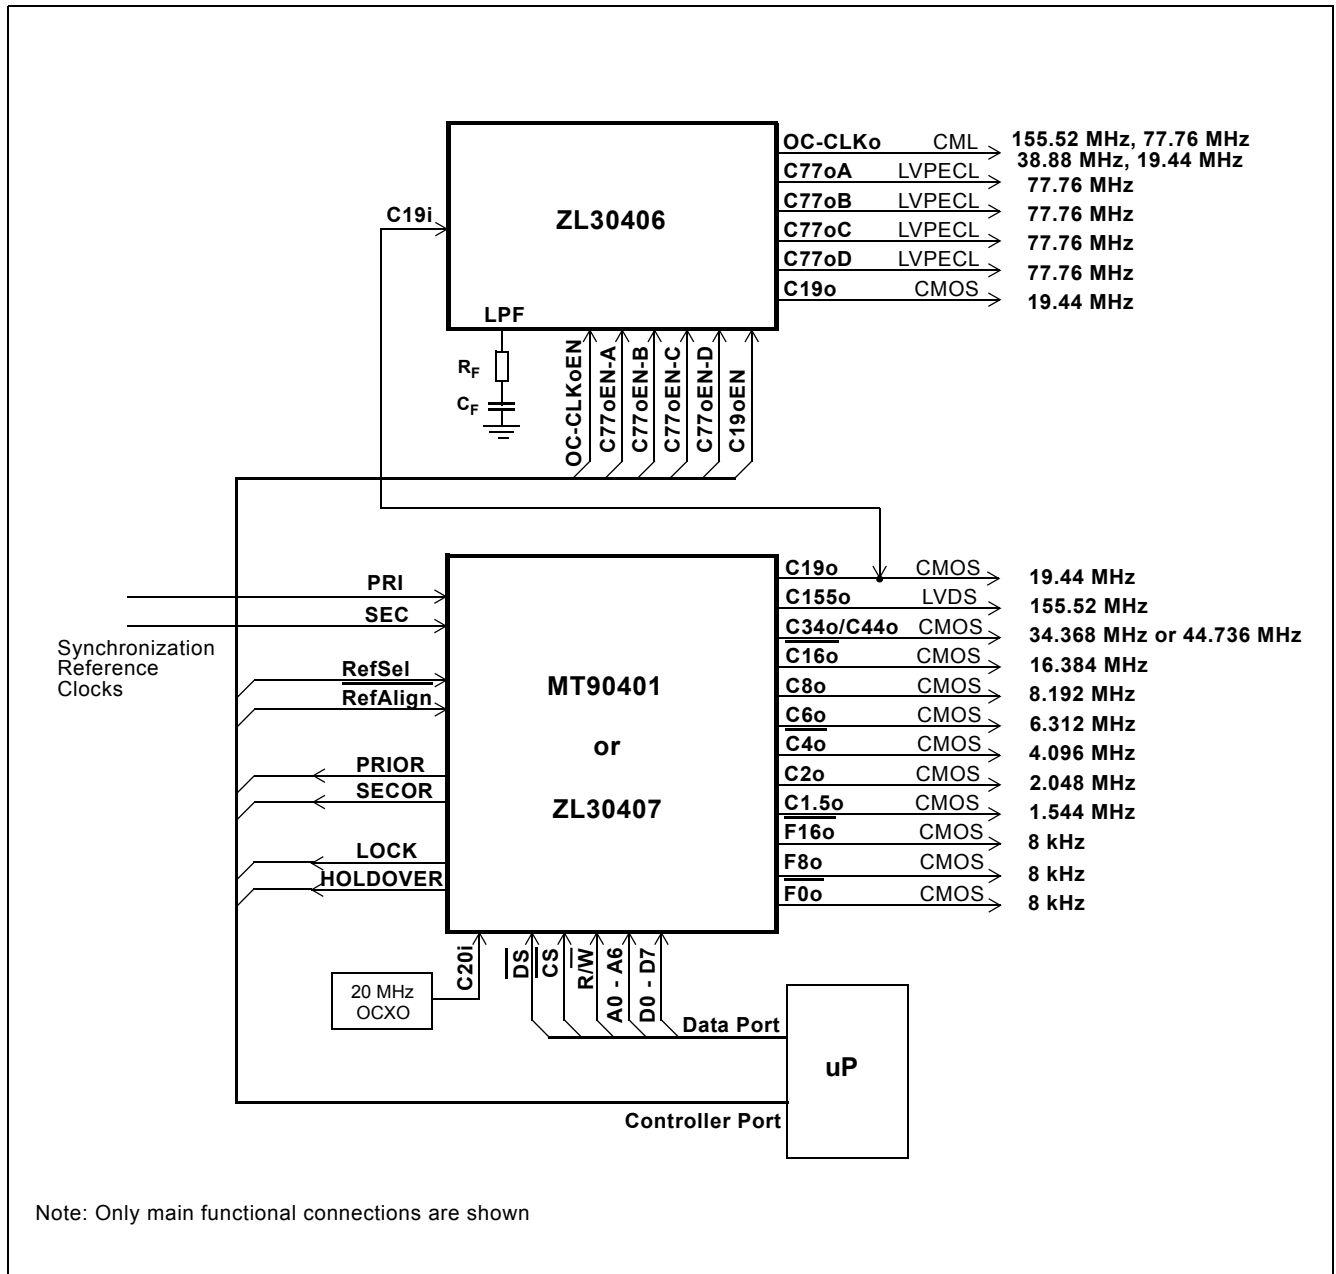 OC-CLKo CML 155.52 MHz, 77.76 MHz
38.88 MHz, 19.44 MHz
C77oA LVPECL 77.76 MHz
C77oB LVPECL 77.76 MHz
C19i
ZL30406
C77oC LVPECL 77.76 MHz
C77oD LVPECL 77.76 MHz
C19o CMOS 19.44 MHz
LPF
RF
CF
OC-CLKoEN
C77oEN-A
C77oEN-B
C77oEN-C
C77oEN-D
C19oEN
PRI
SEC
Synchronization
Reference
Clocks
RefSel
RefAlign
PRIOR
SECOR
LOCK
HOLDOVER
MT90401
or
ZL30407
C19o CMOS 19.44 MHz
C155o LVDS 155.52 MHz
C34o/C44o CMOS 34.368 MHz or 44.736 MHz
C16o CMOS 16.384 MHz
C8o CMOS 8.192 MHz
C6o CMOS 6.312 MHz
C4o CMOS 4.096 MHz
C2o CMOS 2.048 MHz
C1.5o CMOS 1.544 MHz
F16o CMOS 8 kHz
F8o CMOS 8 kHz
F0o CMOS 8 kHz
C20i
DS
CS
R/W
A0 - A6
D0 - D7
20 MHz
OCXO
Data Port
uP
Controller Port
Note: Only main functional connections are shown